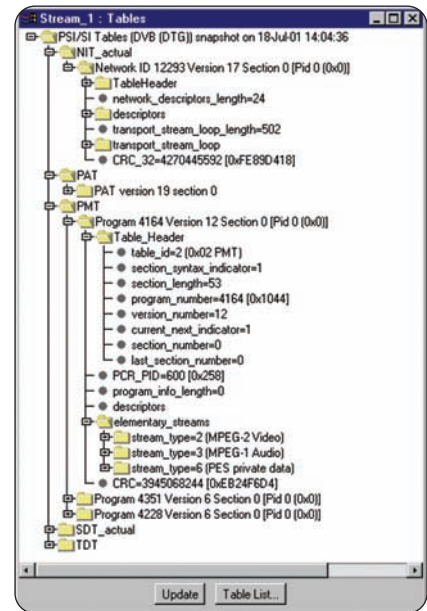 Stream_1 : Tables
PSI/SI Tables (DVB (DTG)) snapshot on 18-Jul-01 14:04:36
NIT_actual
Network ID 12293 Version 17 Section 0 [Pid 0 (0x0)]
TableHeader
network_descriptors_length=24
descriptors
transport_stream_loop_length=502
transport_stream_loop
CRC_32=4270445592 [0xFE89D418]
PAT
PAT version 19 section 0
PMT
Program 4164 Version 12 Section 0 [Pid 0 (0x0)]
Table_Header
table_id=2 (0x02 PMT)
section_syntax_indicator=1
section_length=53
program_number=4164 [0x1044]
version_number=12
current_next_indicator=1
section_number=0
last_section_number=0
PCR_PID=600 [0x258]
program_info_length=0
descriptors
elementary_streams
stream_type=2 (MPEG-2 Video)
stream_type=3 (MPEG-1 Audio)
stream_type=6 (PES private data)
CRC=3945068244 [0xEB24F6D4]
Program 4351 Version 6 Section 0 [Pid 0 (0x0)]
Program 4228 Version 6 Section 0 [Pid 0 (0x0)]
SDT_actual
TDT
Update
Table List...